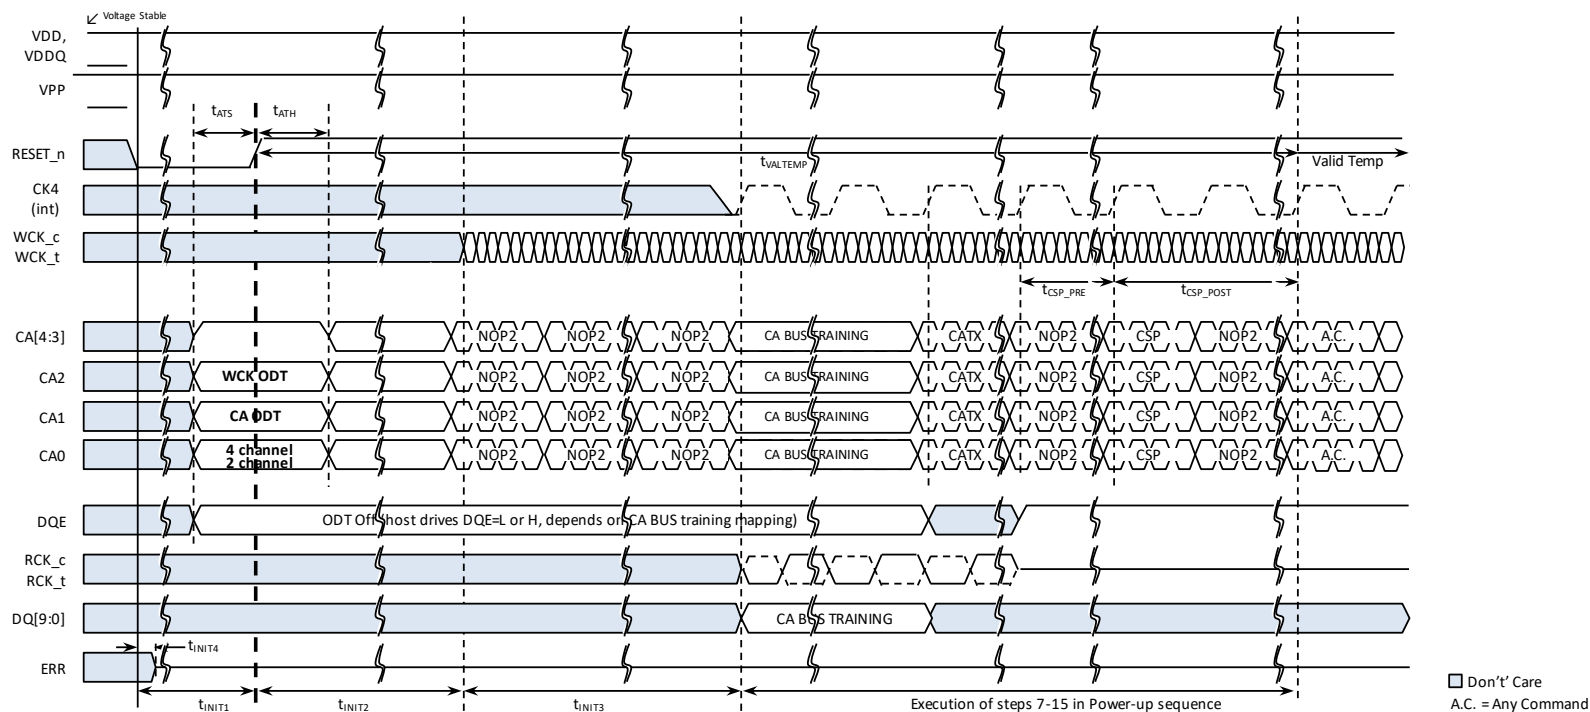 Voltage Stable
VDD,
VDDQ
VPP
tATS tATH
RESET_n
tVALTEMP
Valid Temp
CK4
(int)
WCK_c
WCK_t
tCSP_PRE tCSP_POST
CA[4:3] NOP2 NOP2 NOP2 CA BUS TRAINING CATX NOP2 CSP NOP2 A.C.
CA2 WCK ODT NOP2 NOP2 NOP2 CA BUS TRAINING CATX NOP2 CSP NOP2 A.C.
CA1 CA ODT NOP2 NOP2 NOP2 CA BUS TRAINING CATX NOP2 CSP NOP2 A.C.
4 channel
CA0 NOP2 NOP2 NOP2 CA BUS TRAINING CATX NOP2 CSP NOP2 A.C.
2 channel
DQE ODT Off (host drives DQE=L or H, depends on CA BUS training mapping)
RCK_c
RCK_t
DQ[9:0] CA BUS TRAINING
tINIT4
ERR
tINIT1 tINIT2 tINIT3 Execution of steps 7-15 in Power-up sequence
Don't' Care
A.C. = Any Command